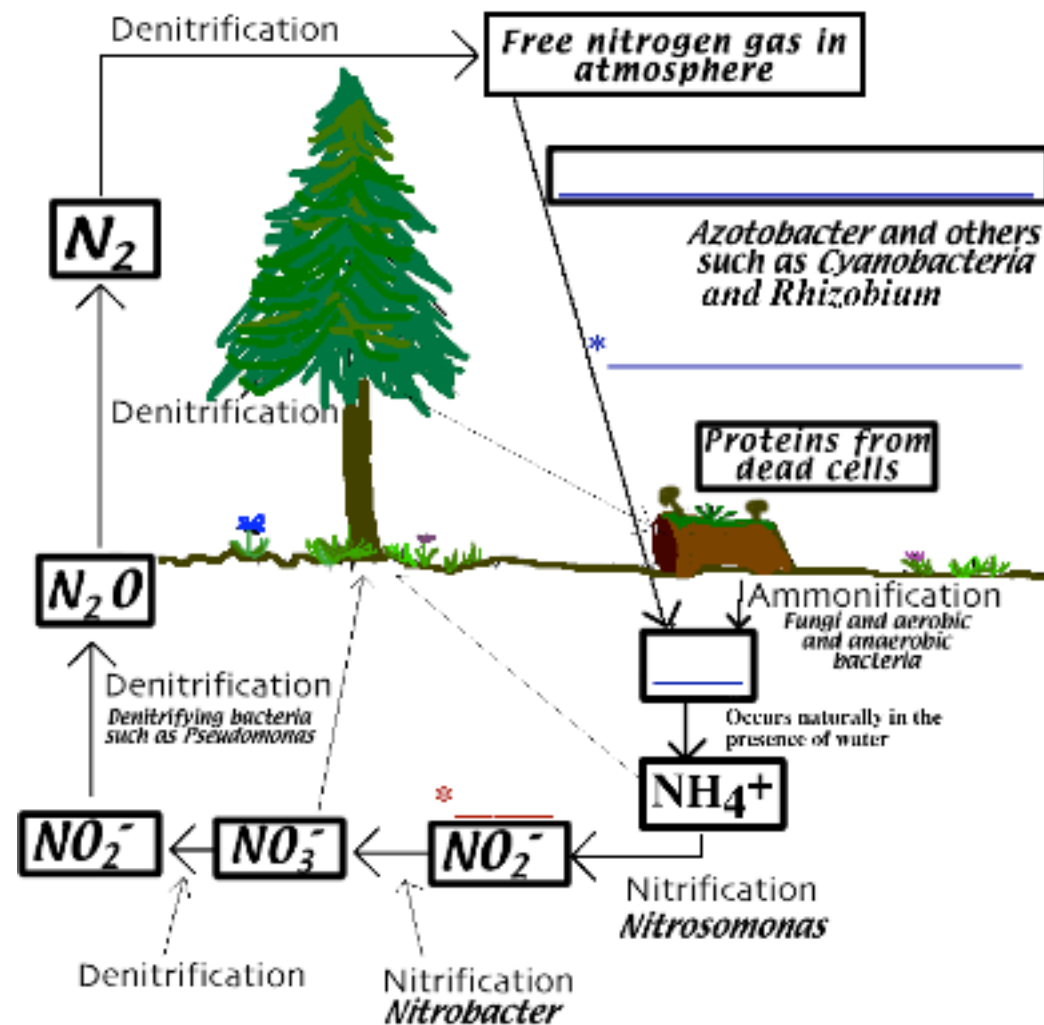 Denitrification
Free nitrogen gas in
atmosphere
N₂
Azotobacter and others
such as Cyanobacteria
and Rhizobium
*
Denitrification
Proteins from
dead cells
N₂O
Ammonification
Fungi and aerobic
and anaerobic
bacteria
Denitrification
Denitrifying bacteria
such as Pseudomonas
Occurs naturally in the
presence of water
NH₄+
*
NO₂⁻
NO₃⁻
NO₂⁻
Nitrification
Nitrosomonas
Denitrification
Nitrification
Nitrobacter